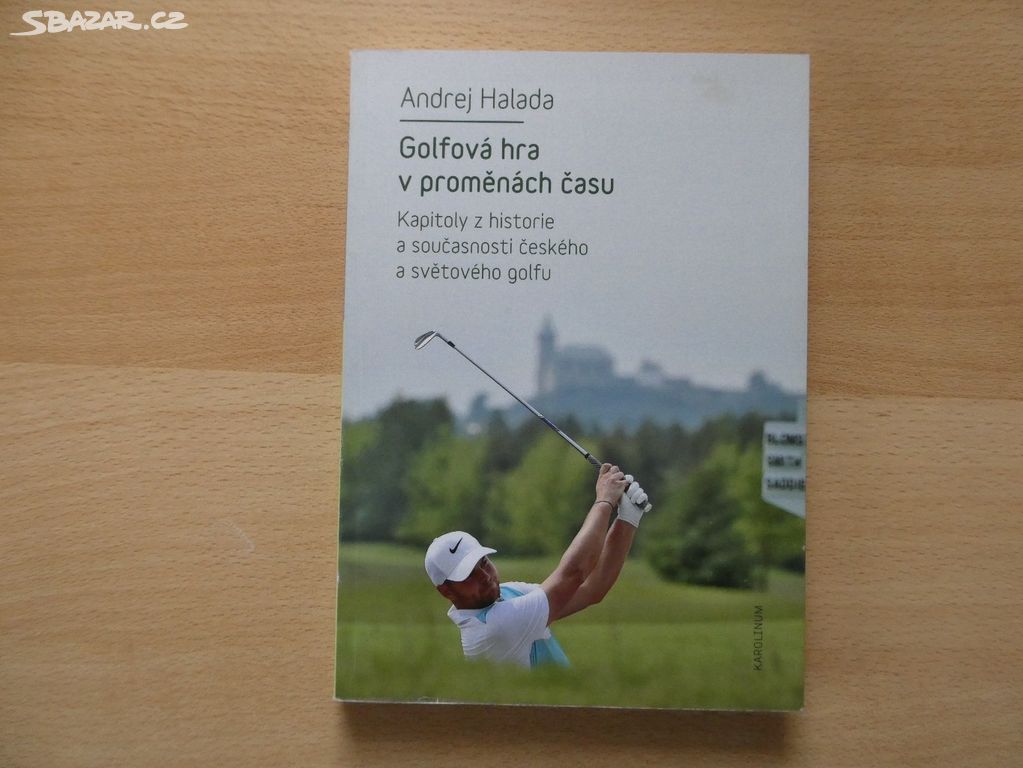 SBAZAR.CZ
Andrej Halada
Golfová hra
v proměnách času
Kapitoly z historie
a současnosti českého
a světového golfu
KAROLINUM